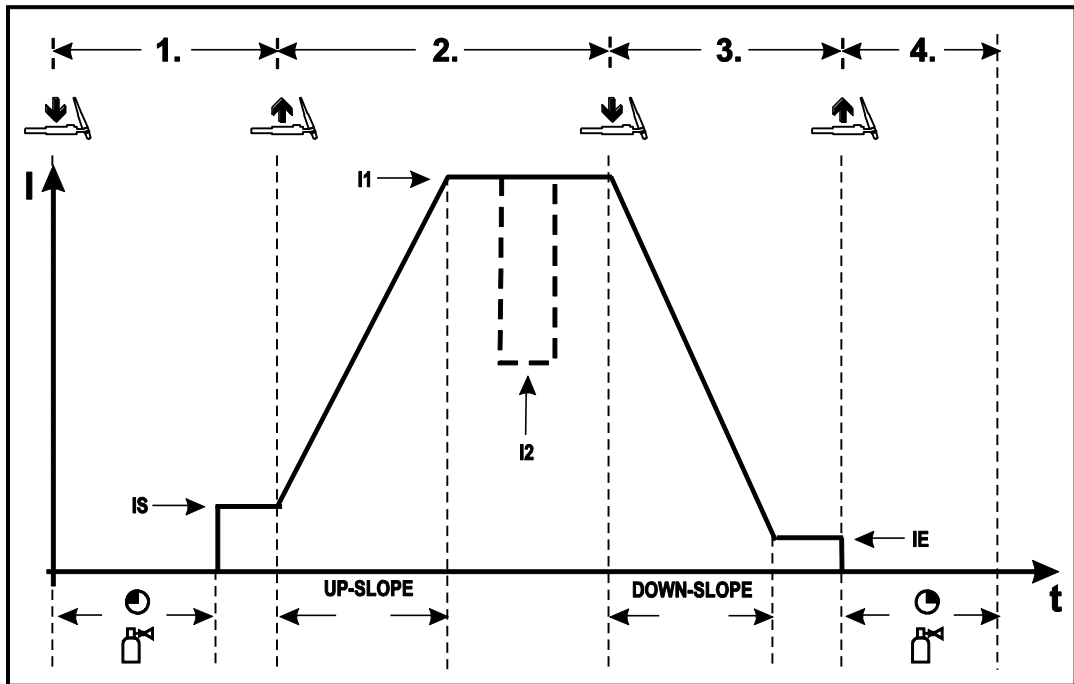 1.
2.
3.
4.
I
I1
I2
IS
IE
UP-SLOPE
DOWN-SLOPE
t